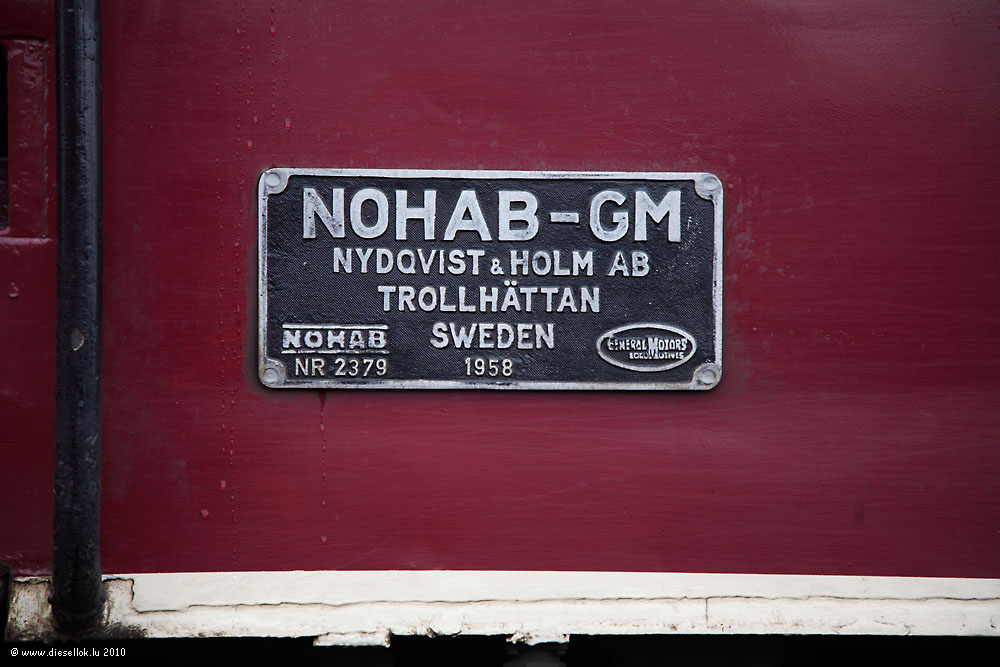 NOHAB-GM
NYDQVIST & HOLM AB
TROLLHÄTTAN
SWEDEN
NOHAB
NR 2379
1958
GENERAL MOTORS
LOCOMOTIVES
© www.diesellok.lu 2010